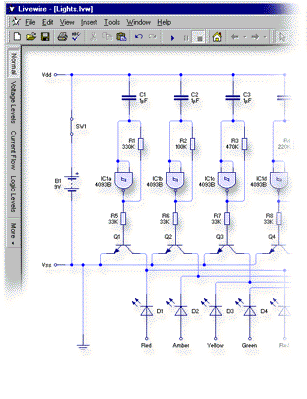 Livewire - [Lights.lvw]
File Edit View Insert Tools Window Help
Normal
Voltage Levels
Current Flow
Logic Levels
More
Vdd
C1 C2 C3
1µF 1µF 1µF
SW1
R1 R2 R3 R4
330K 100K 470K 220K
B1
9V
IC1a IC1b IC1c IC1d
4093B 4093B 4093B 4093B
R5 R6 R7 R8
33K 33K 33K 33K
Q1 Q2 Q3 Q4
Vss
D1 D2 D3 D4
Red Amber Yellow Green Red